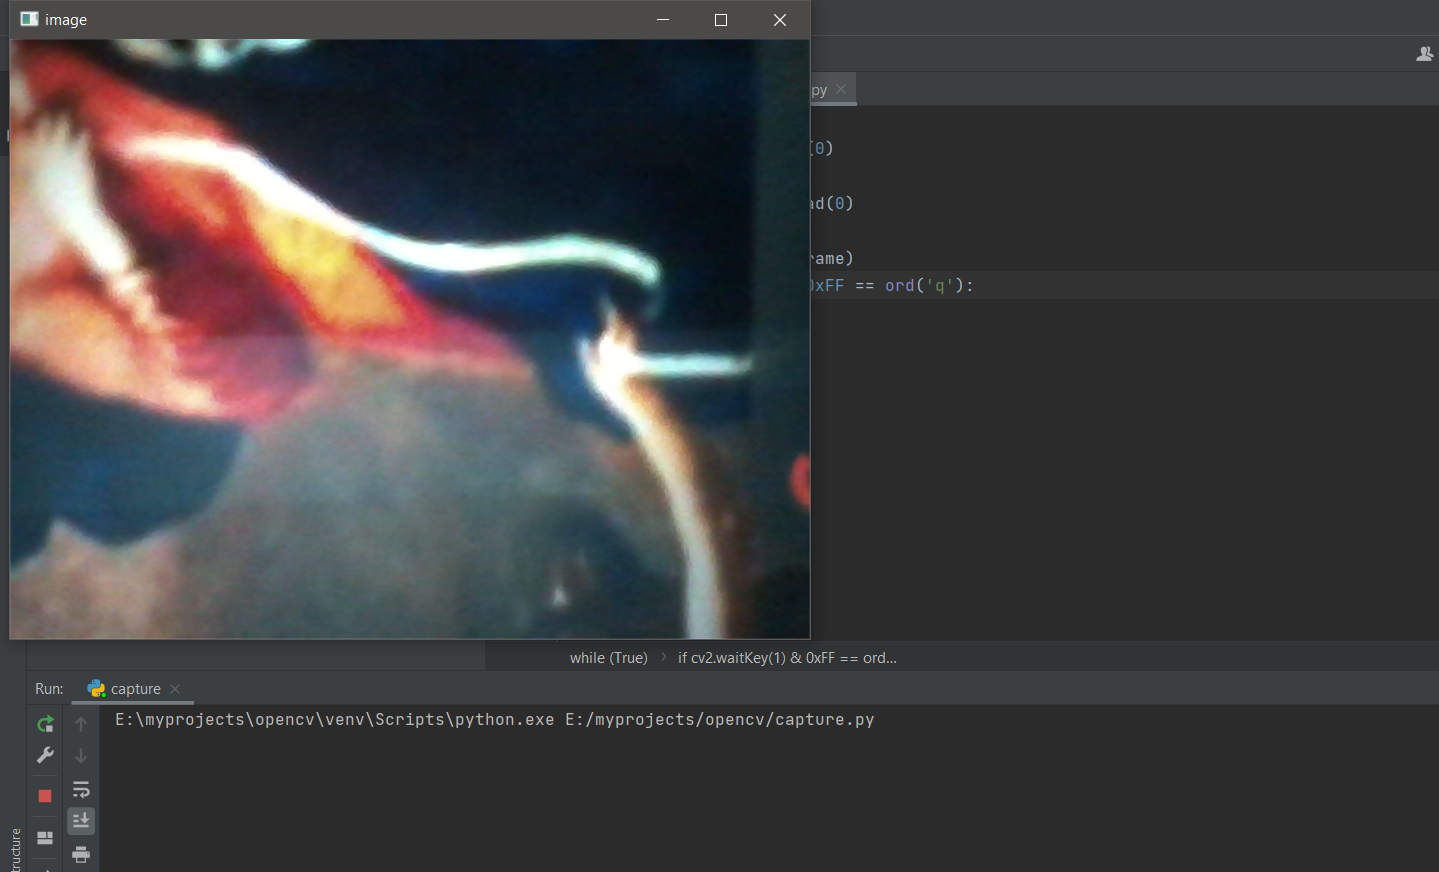 image
py
(0)
ad(0)
rame)
0xFF == ord('q'):
while (True) > if cv2.waitKey(1) & 0xFF == ord...
Run: capture
E:\myprojects\opencv\venv\Scripts\python.exe E:/myprojects/opencv/capture.py
tructure